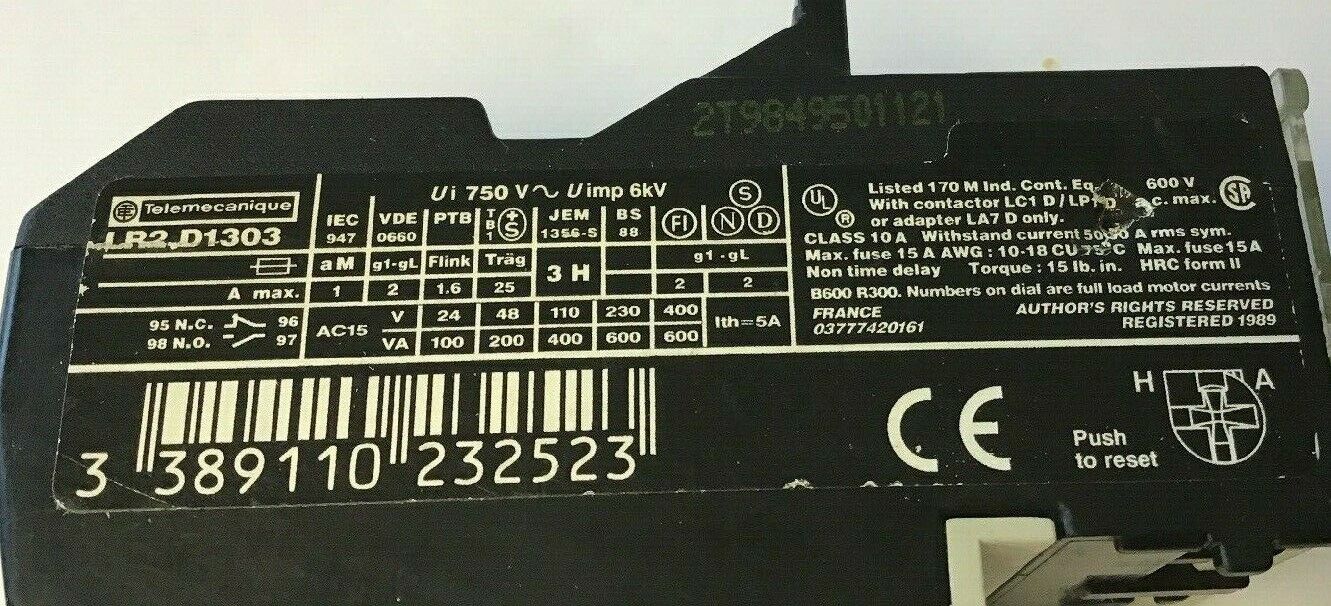 2T9849501121
Telemecanique
LR2.D1303
Ui 750 V~ Uimp 6kV
IEC 947 VDE 0660 PTB TB1 S JEM 1356-S BS 88 FI S N D
aM g1-gL Flink Träg 3 H g1-gL
A max. 1 2 1.6 25 2 2
95 N.C. 96
98 N.O. 97
AC15 V 24 48 110 230 400 Ith=5A
VA 100 200 400 600 600
UL ® Listed 170 M Ind. Cont. Eq. 600 V SA
With contactor LC1 D / a.c. max.
or adapter LA7 D only.
CLASS 10 A Withstand current A rms sym.
Max. fuse 15 A AWG : 10-18 CU 75°C Max. fuse 15A
Non time delay Torque : 15 lb. in. HRC form II
B600 R300. Numbers on dial are full load motor currents
FRANCE AUTHOR'S RIGHTS RESERVED
03777420161 REGISTERED 1989
3 389110 232523
CE
H A
Push
to reset